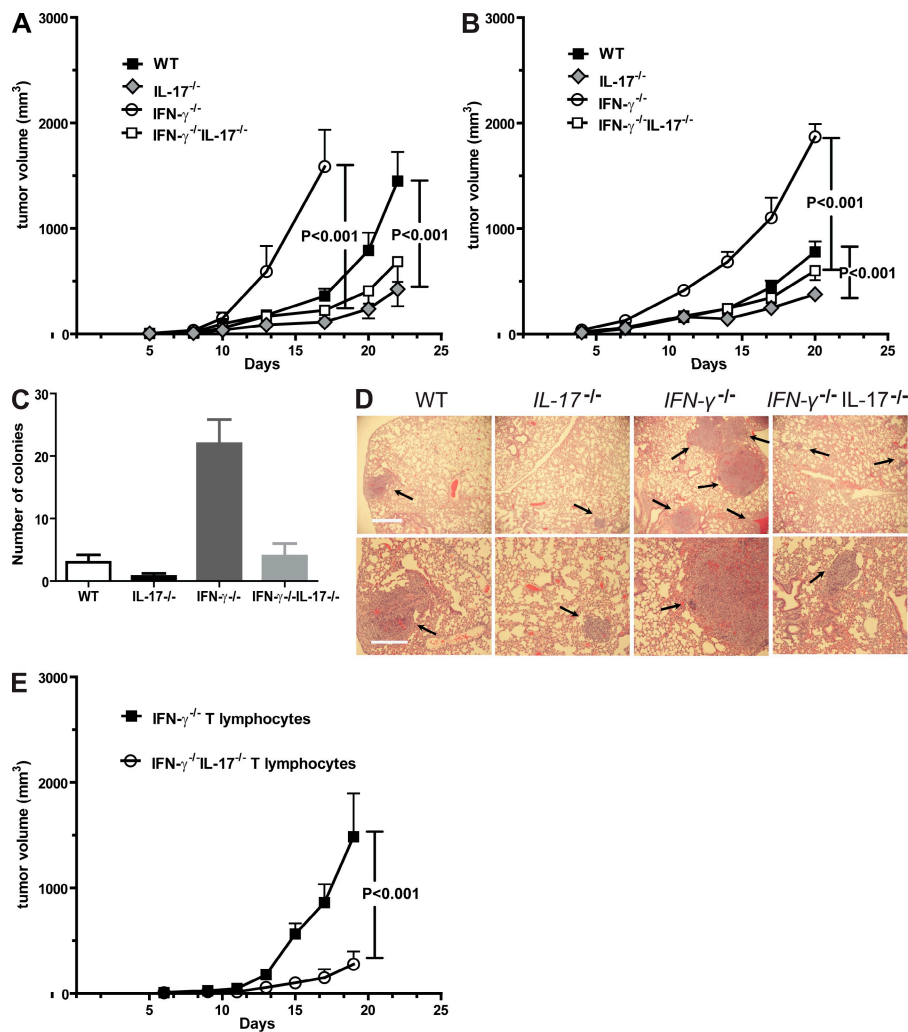 A
3000
2000
1000
0
tumor volume (mm³)
WT
IL-17-/-
IFN-γ-/-
IFN-γ-/-IL-17-/-
P<0.001
P<0.001
5 10 15 20 25
Days
B
3000
2000
1000
0
tumor volume (mm³)
WT
IL-17-/-
IFN-γ-/-
IFN-γ-/-IL-17-/-
P<0.001
P<0.001
0 5 10 15 20 25
Days
C
30
20
10
0
Number of colonies
WT IL-17-/- IFN-γ-/- IFN-γ-/-IL-17-/-
D
WT IL-17-/- IFN-γ-/- IFN-γ-/- IL-17-/-
E
3000
2000
1000
0
tumor volume (mm³)
IFN-γ-/- T lymphocytes
IFN-γ-/-IL-17-/- T lymphocytes
P<0.001
0 5 10 15 20 25
Days